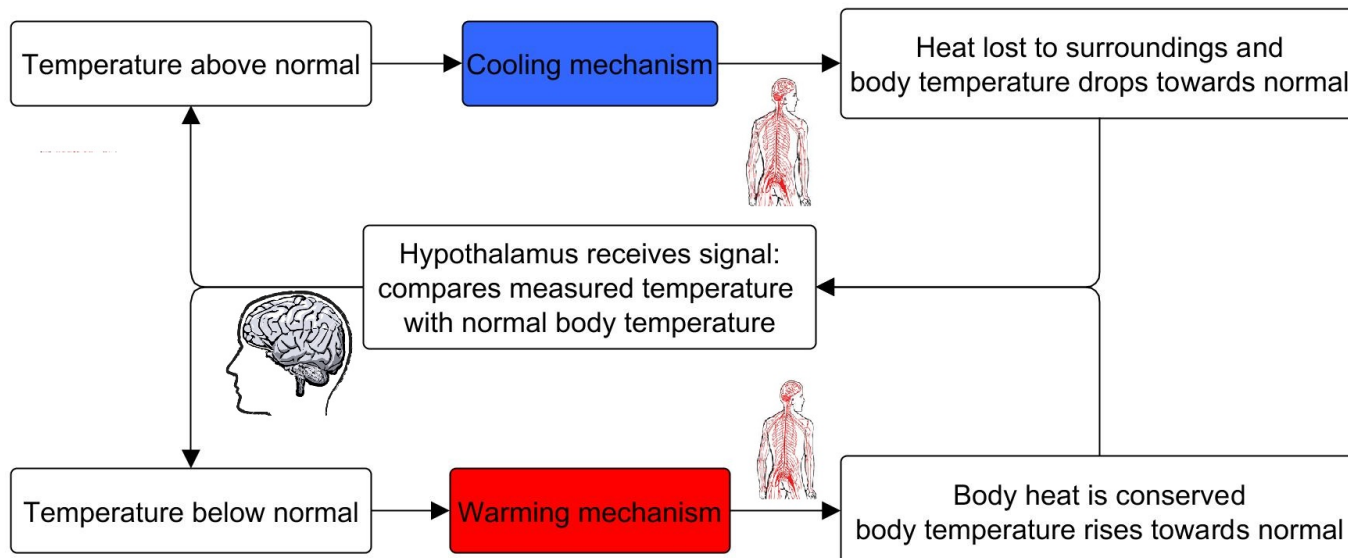 Temperature above normal
Cooling mechanism
Heat lost to surroundings and
body temperature drops towards normal
Hypothalamus receives signal:
compares measured temperature
with normal body temperature
Temperature below normal
Warming mechanism
Body heat is conserved
body temperature rises towards normal